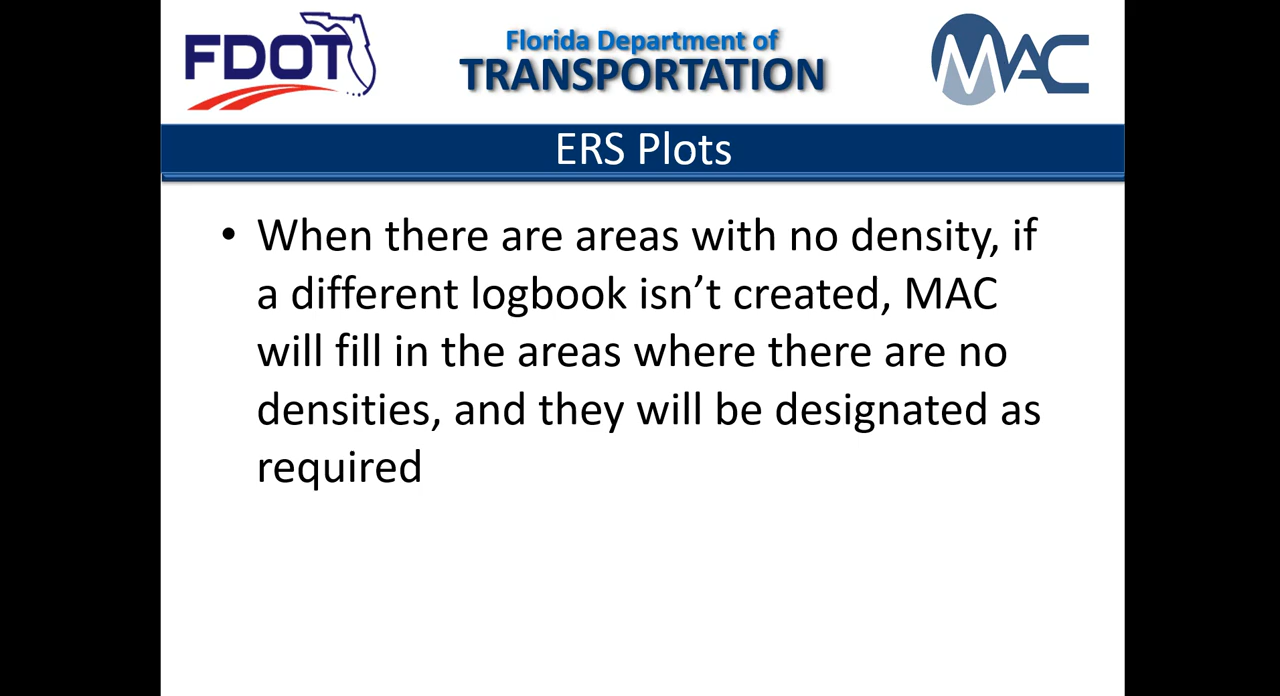 FDOT
Florida Department of
TRANSPORTATION
MAC
ERS Plots
• When there are areas with no density, if
a different logbook isn’t created, MAC
will fill in the areas where there are no
densities, and they will be designated as
required